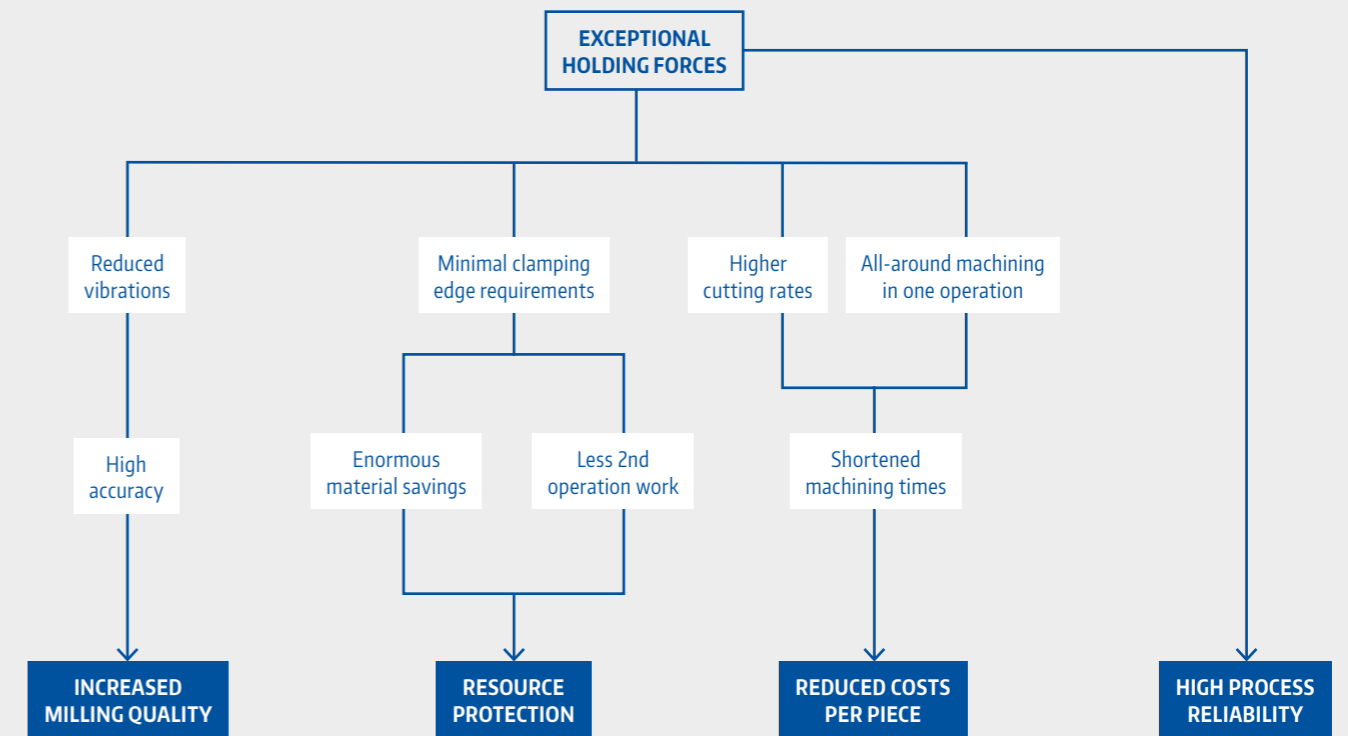 EXCEPTIONAL
HOLDING FORCES
Reduced
vibrations
Minimal clamping
edge requirements
Higher
cutting rates
All-around machining
in one operation
High
accuracy
Enormous
material savings
Less 2nd
operation work
Shortened
machining times
INCREASED
MILLING QUALITY
RESOURCE
PROTECTION
REDUCED COSTS
PER PIECE
HIGH PROCESS
RELIABILITY